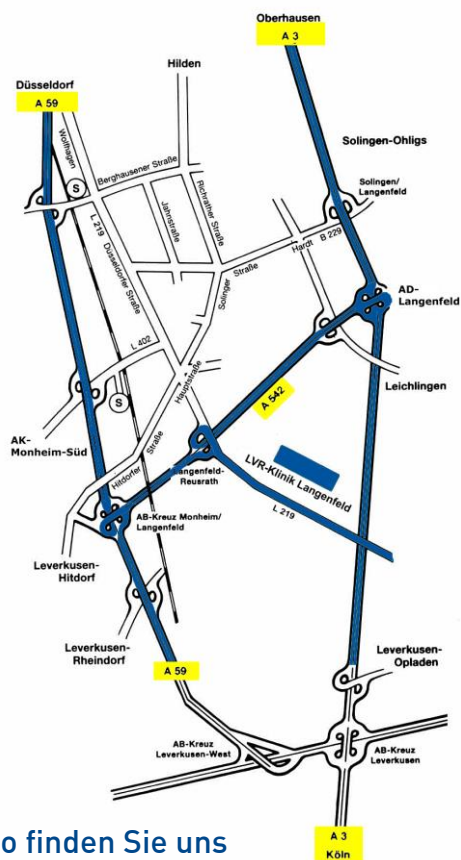 Oberhausen
A 3
Hilden
Düsseldorf
A 59
Wolfhagen
Solingen-Ohligs
Berghausener Straße
S
Solingen/
Langenfeld
L 219
Jahnstraße
Richrather Straße
Düsseldorfer Straße
Hardt
B 229
Solinger Straße
AD-
Langenfeld
L 402
Hauptstraße
Leichlingen
A 542
S
AK-
Monheim-Süd
Hitdorfer Straße
Langenfeld-
Reusrath
LVR-Klinik Langenfeld
L 219
AB-Kreuz Monheim/
Langenfeld
Leverkusen-
Hitdorf
Leverkusen-
Rheindorf
Leverkusen-
Opladen
A 59
AB-Kreuz
Leverkusen-West
AB-Kreuz
Leverkusen
A 3
Köln
o finden Sie uns